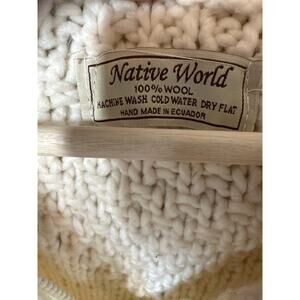 Native World
100% WOOL
MACHINE WASH COLD WATER DRY FLAT
HAND MADE IN ECUADOR